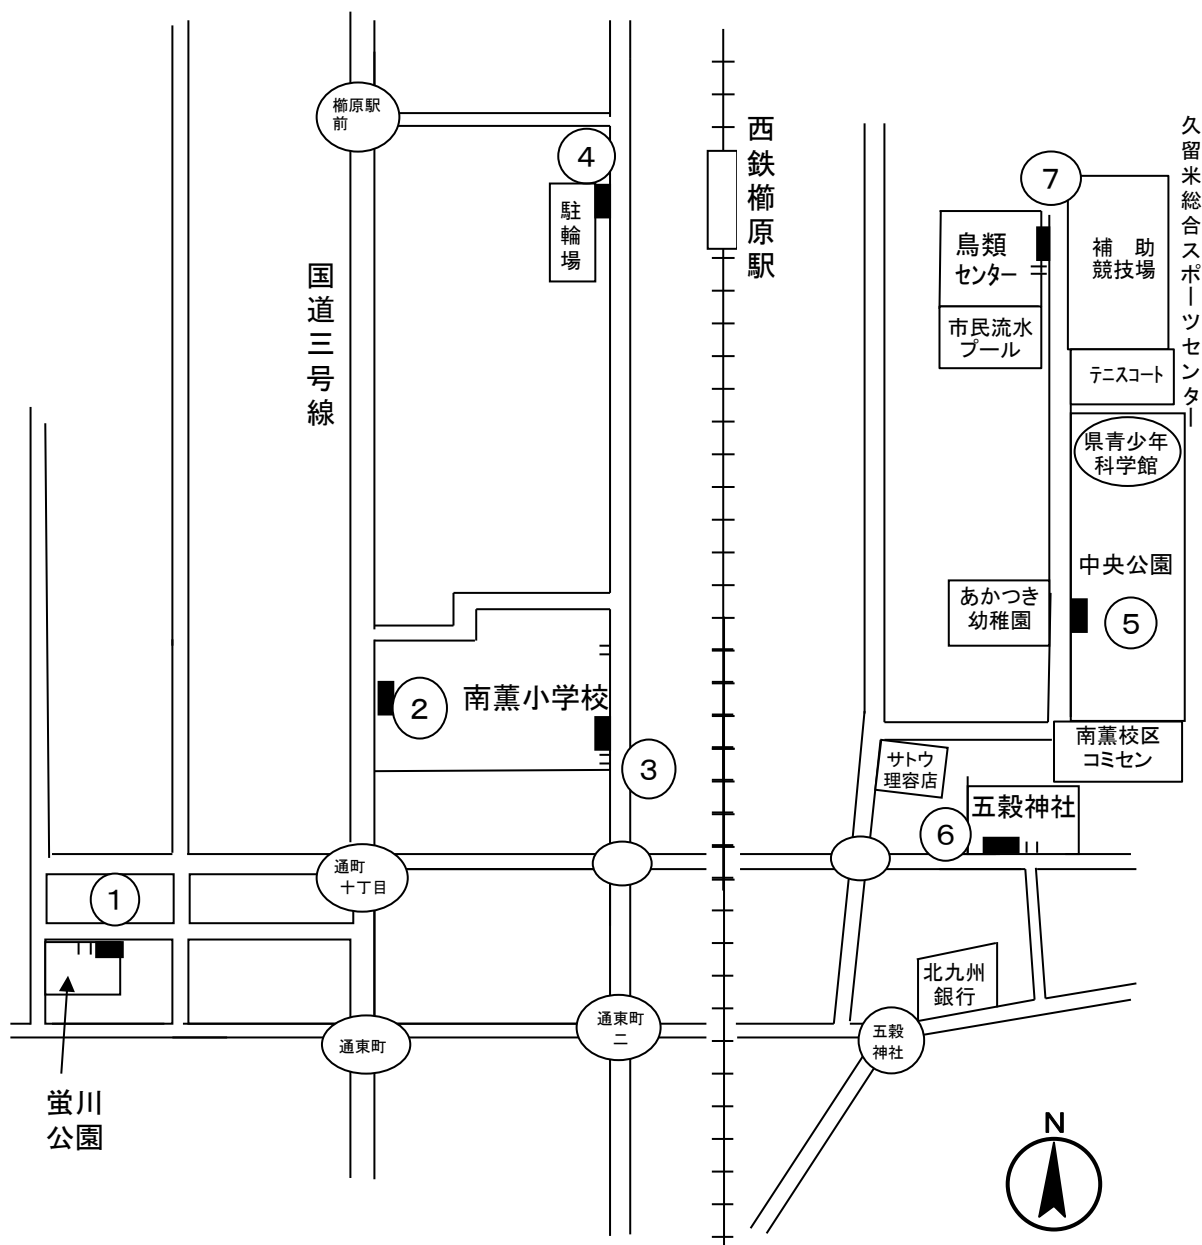 櫛原駅
前
4
駐輪場
西鉄櫛原駅
国道三号線
7
鳥類
センター
補　助
競技場
久留米総合スポーツセンター
市民流水
プール
テニスコート
県青少年
科学館
中央公園
あかつき
幼稚園
5
2
南薫小学校
3
南薫校区
コミセン
サトウ
理容店
五穀神社
6
通町
十丁目
1
北九州
銀行
通東町
二
通東町
五穀
神社
蛍川
公園
N